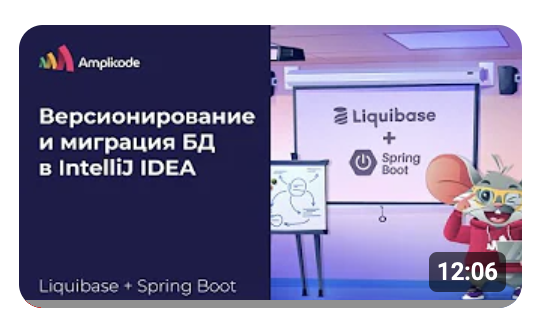 Amplicode
Версионирование
и миграция БД
в IntelliJ IDEA
Liquibase + Spring Boot
Liquibase
+
Spring
Boot
12:06